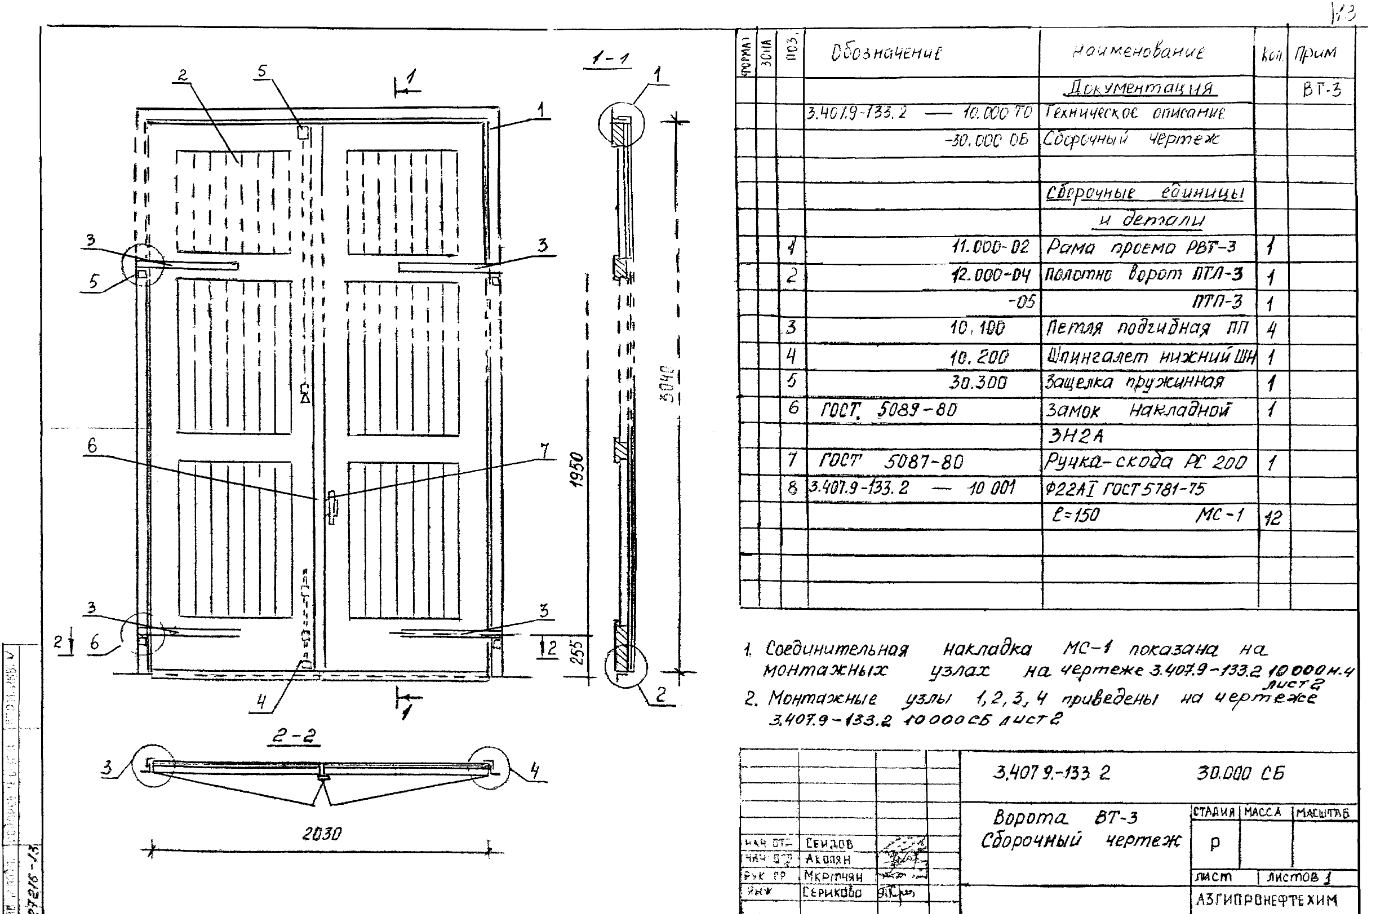 1-1
2
5
1
1
1
3
3
5
6
7
3
3
6
2
2
4
1
2
3040
1950
255
2-2
3
4
2030
ФОРМАТ ЗОНА ПОЗ. Обозначение Наименование Кол Прим
Документация ВТ-3
3.407.9-133.2 — 10.000 ТО Техническое описание
-30.000 ОБ Сборочный чертеж
Сборочные единицы
и детали
1 11.000-02 Рама проема РВТ-3 1
2 12.000-04 Полотно ворот ПТЛ-3 1
-05 ПТП-3 1
3 10.100 Петля подгибная ПП 4
4 10.200 Шпингалет нижний ШН 1
5 30.300 Защелка пружинная 1
6 ГОСТ. 5089-80 Замок накладной 1
ЗН2А
7 ГОСТ 5087-80 Ручка-скоба РС 200 1
8 3.407.9-133.2 — 10 001 Ф22АI ГОСТ 5781-75
ℓ=150 МС-1 12
1. Соединительная накладка МС-1 показана на
монтажных узлах на чертеже 3.407.9-133.2 10 000 м.ч
лист 2
2. Монтажные узлы 1, 2, 3, 4 приведены на чертеже
3.407.9-133.2 10 000 СБ лист 2
3.407 9.-133 2 30.000 СБ
Ворота ВТ-3
Сборочный чертеж
СТАДИЯ МАССА МАСШТАБ
Р
ЛИСТ ЛИСТОВ 1
АЗГИПРОНЕФТЕХИМ
НАЧ ОТ СЕИДОВ
АКОПЯН
РУК ГР МКРТЧЯН
ИНЖ СЕРИКОВА